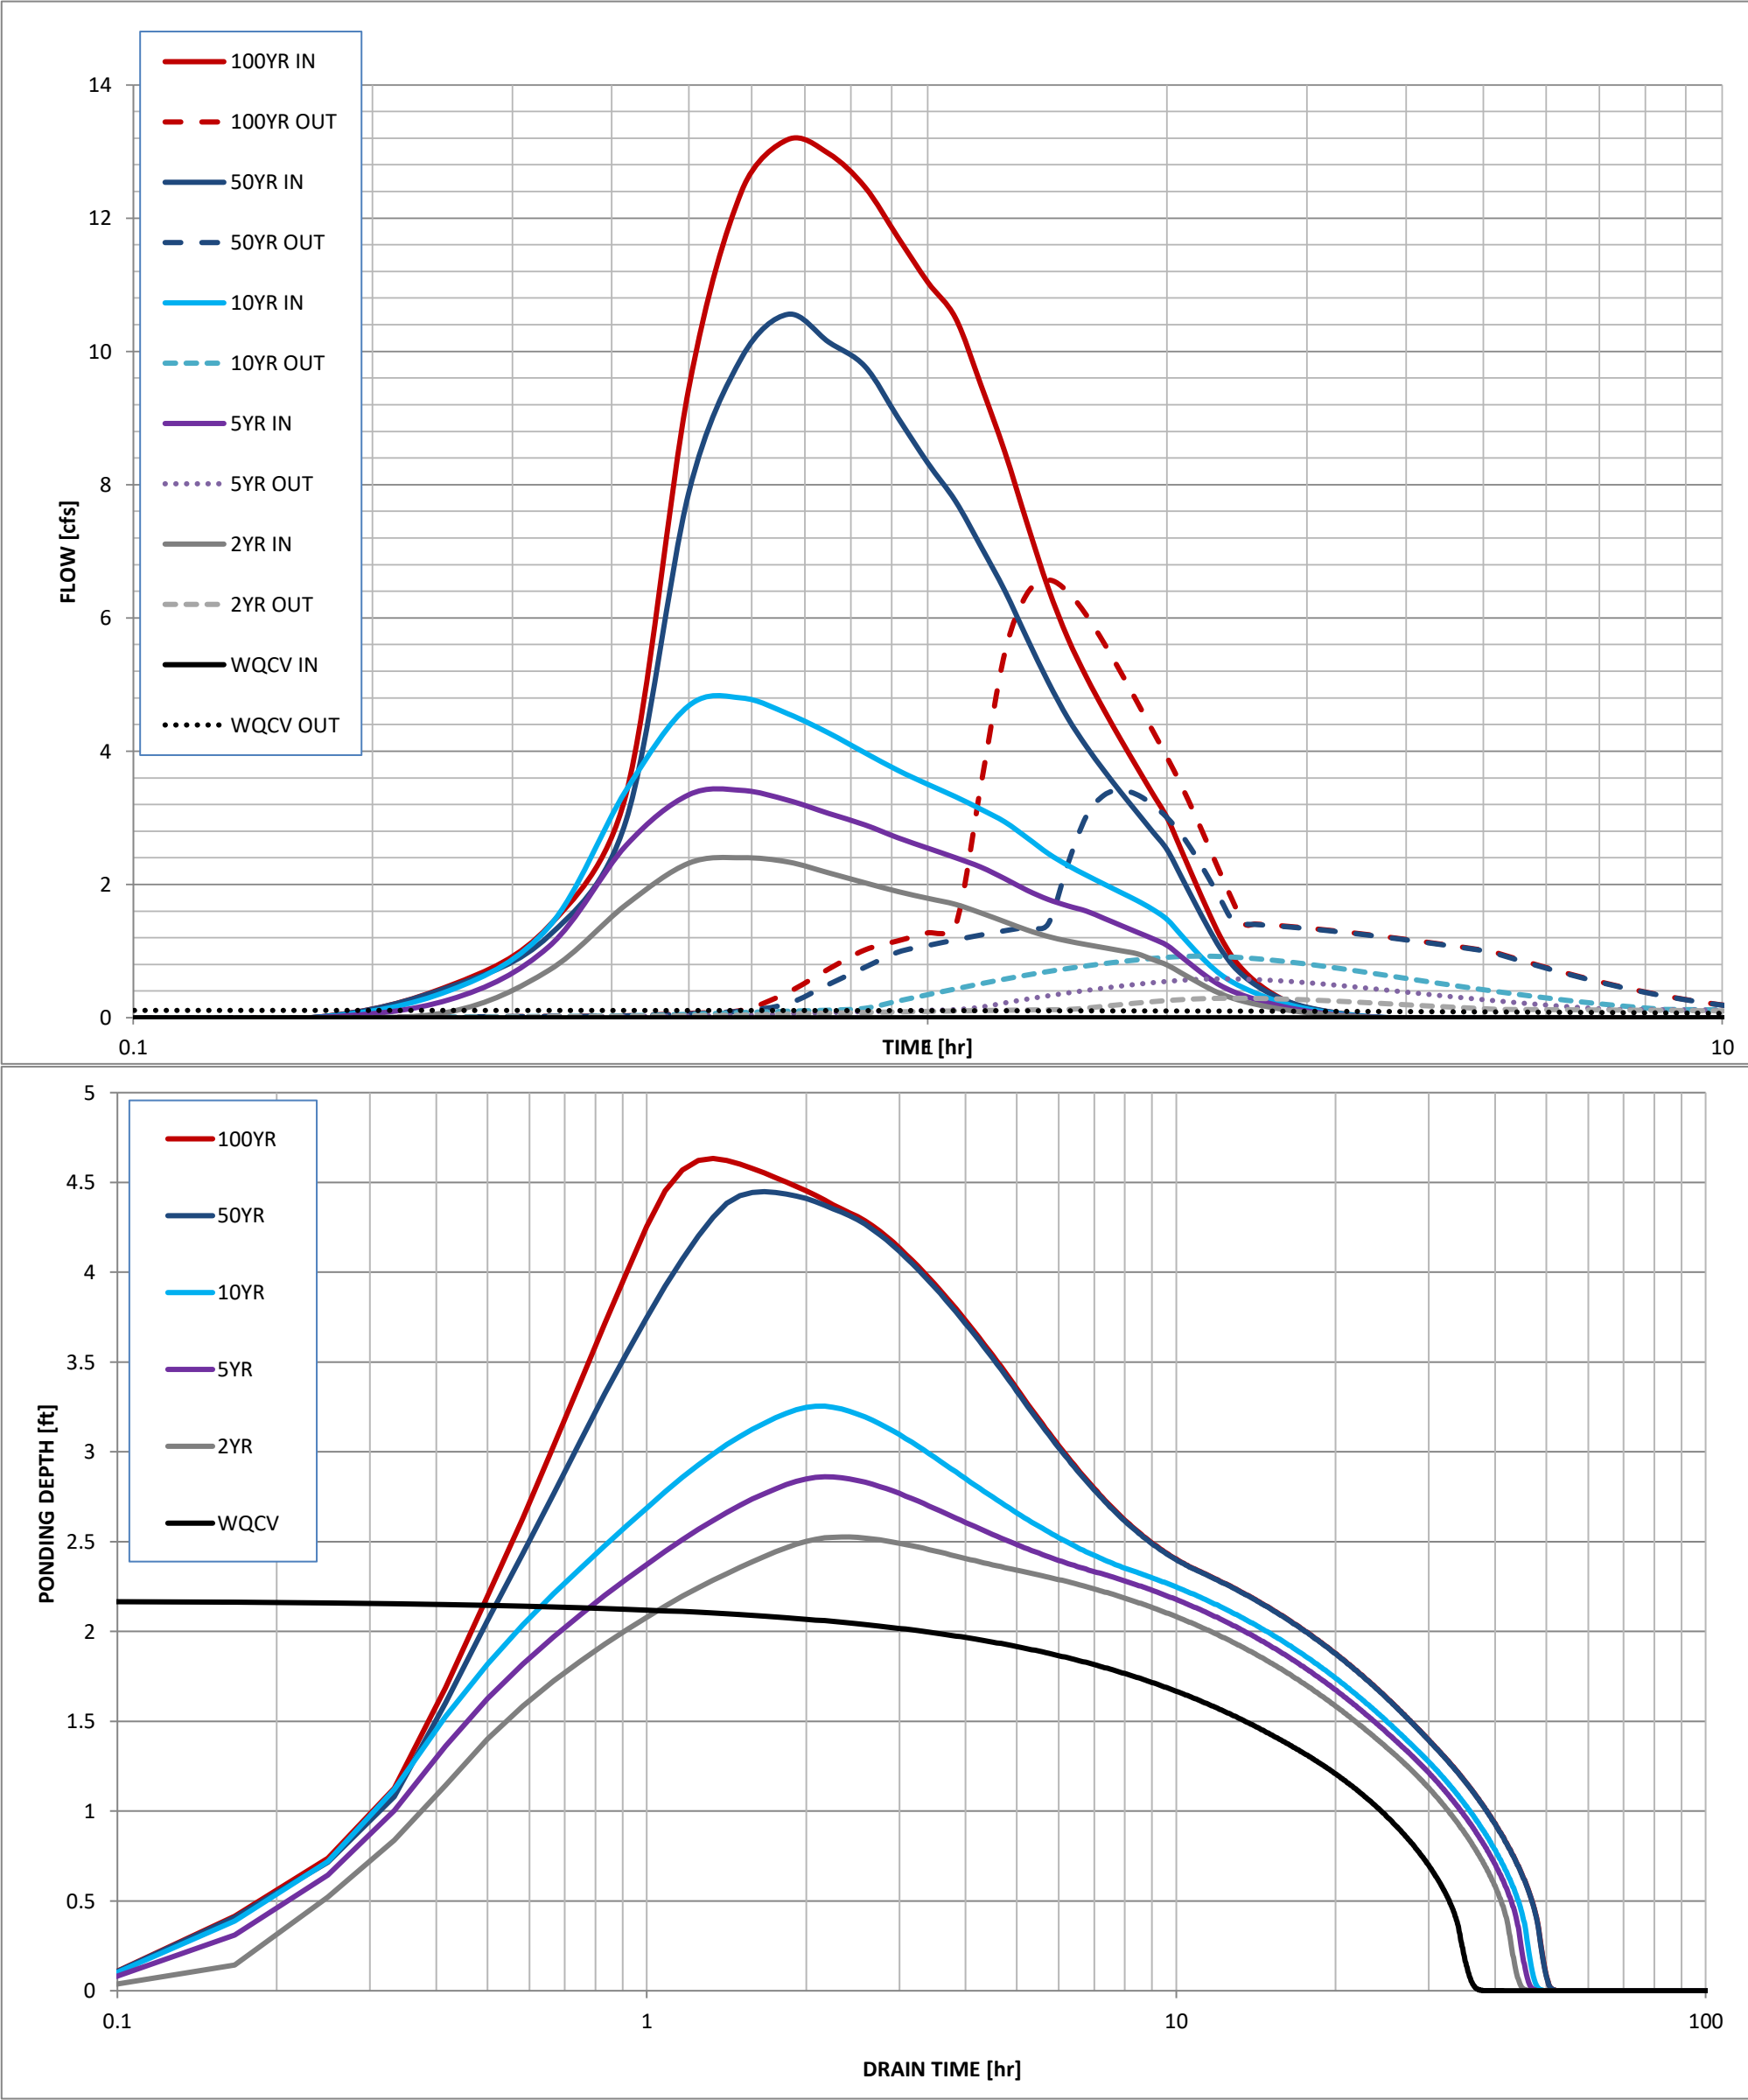 100YR IN
100YR OUT
50YR IN
50YR OUT
10YR IN
10YR OUT
5YR IN
5YR OUT
2YR IN
2YR OUT
WQCV IN
WQCV OUT
14
12
10
8
6
4
2
0
FLOW [cfs]
0.1
1
10
TIME [hr]
100YR
50YR
10YR
5YR
2YR
WQCV
5
4.5
4
3.5
3
2.5
2
1.5
1
0.5
0
PONDING DEPTH [ft]
0.1
1
10
100
DRAIN TIME [hr]